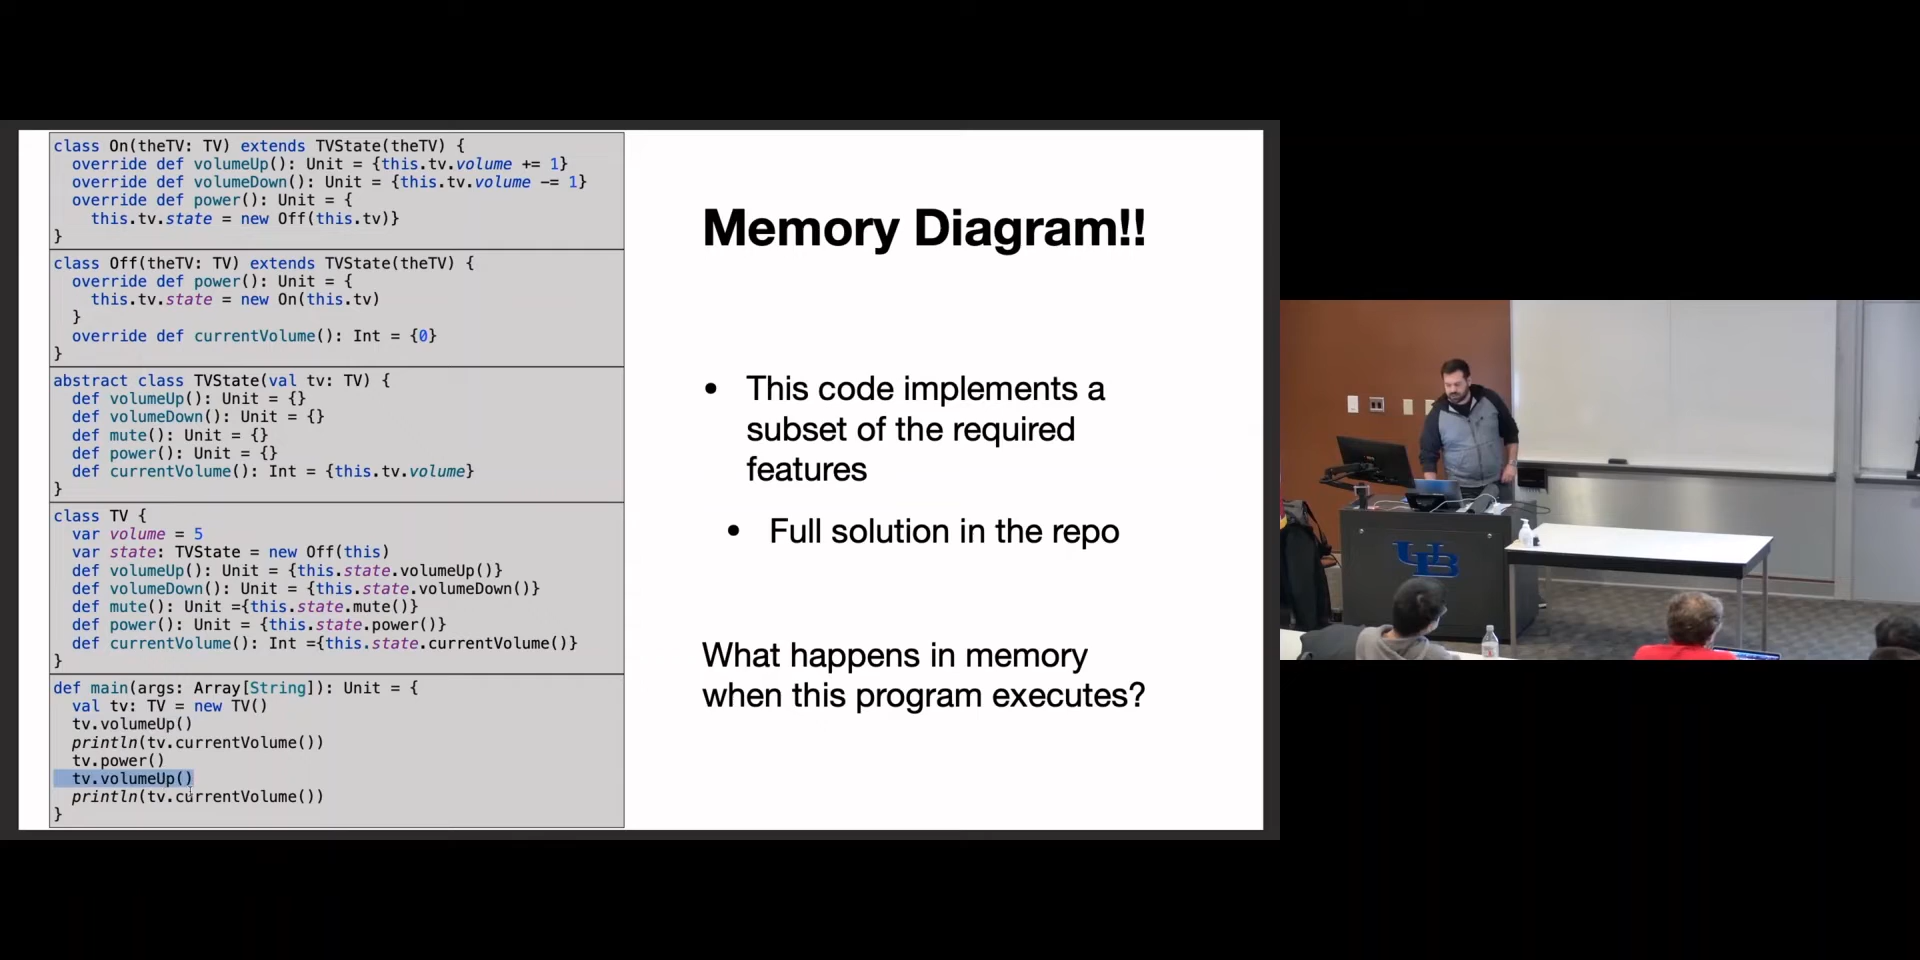 class On(theTV: TV) extends TVState(theTV) {
  override def volumeUp(): Unit = {this.tv.volume += 1}
  override def volumeDown(): Unit = {this.tv.volume -= 1}
  override def power(): Unit = {
    this.tv.state = new Off(this.tv)}
}
class Off(theTV: TV) extends TVState(theTV) {
  override def power(): Unit = {
    this.tv.state = new On(this.tv)
  }
  override def currentVolume(): Int = {0}
}
abstract class TVState(val tv: TV) {
  def volumeUp(): Unit = {}
  def volumeDown(): Unit = {}
  def mute(): Unit = {}
  def power(): Unit = {}
  def currentVolume(): Int = {this.tv.volume}
}
class TV {
  var volume = 5
  var state: TVState = new Off(this)
  def volumeUp(): Unit = {this.state.volumeUp()}
  def volumeDown(): Unit = {this.state.volumeDown()}
  def mute(): Unit ={this.state.mute()}
  def power(): Unit = {this.state.power()}
  def currentVolume(): Int ={this.state.currentVolume()}
}
def main(args: Array[String]): Unit = {
  val tv: TV = new TV()
  tv.volumeUp()
  println(tv.currentVolume())
  tv.power()
  tv.volumeUp()
  println(tv.currentVolume())
}
Memory Diagram!!
• This code implements a
subset of the required
features
• Full solution in the repo
What happens in memory
when this program executes?
UB